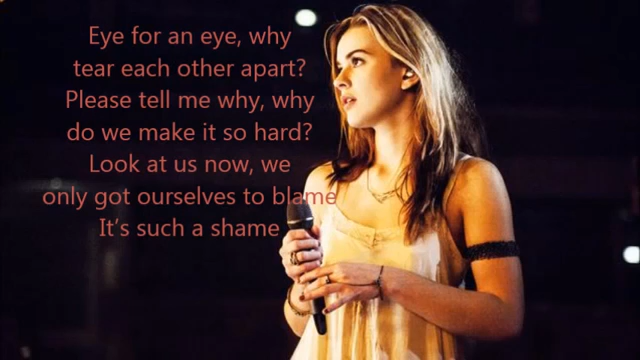 Eye for an eye, why
tear each other apart?
Please tell me why, why
do we make it so hard?
Look at us now, we
only got ourselves to blame
It's such a shame